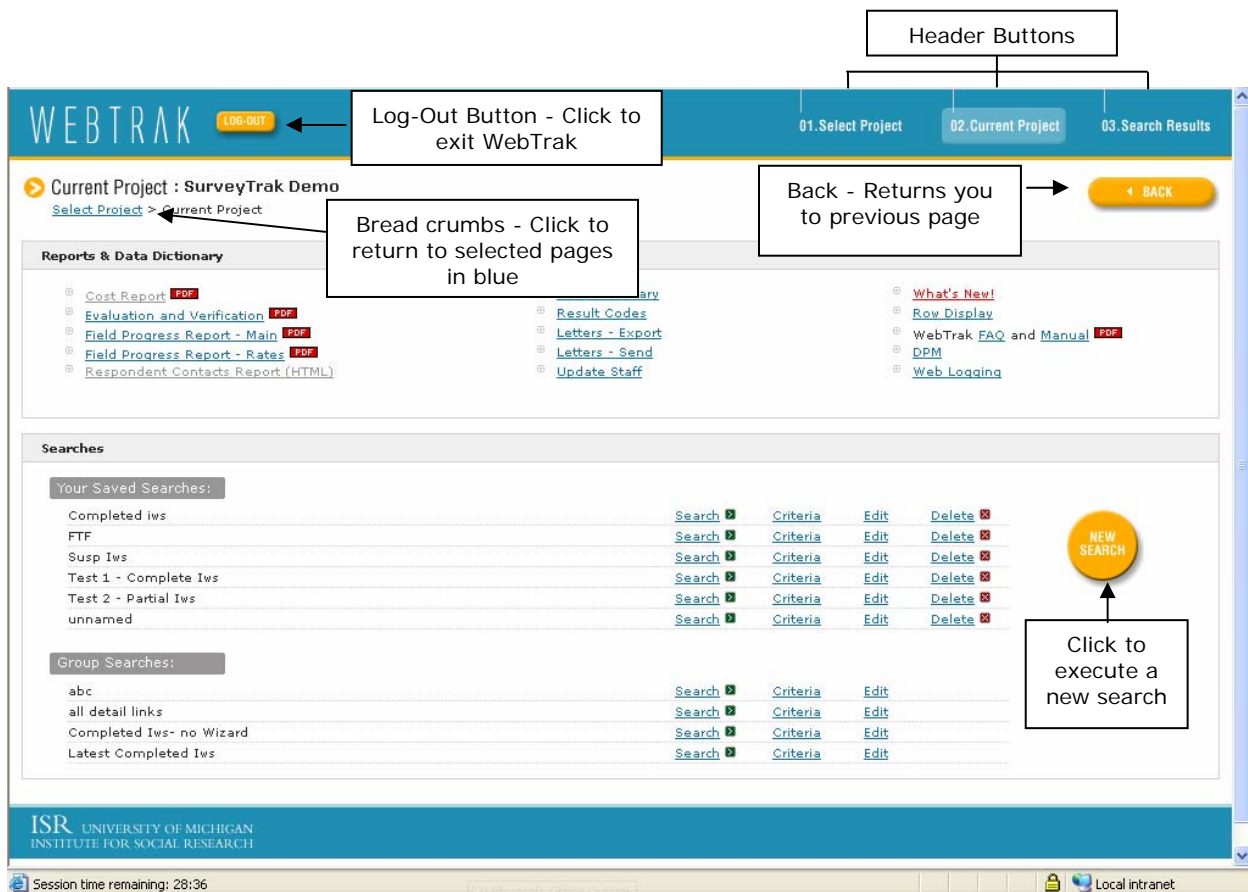 Header Buttons
WEBTRAK
LOG-OUT
Log-Out Button - Click to
exit WebTrak
01.Select Project
02.Current Project
03.Search Results
Current Project : SurveyTrak Demo
Select Project > Current Project
Back - Returns you
to previous page
BACK
Bread crumbs - Click to
return to selected pages
in blue
Reports & Data Dictionary
Cost Report PDF
Evaluation and Verification PDF
Field Progress Report - Main PDF
Field Progress Report - Rates PDF
Respondent Contacts Report (HTML)
Result Codes
Letters - Export
Letters - Send
Update Staff
What's New!
Row Display
WebTrak FAQ and Manual PDF
DPM
Web Logging
Searches
Your Saved Searches:
Completed iws Search Criteria Edit Delete
FTF Search Criteria Edit Delete
Susp Iws Search Criteria Edit Delete
Test 1 - Complete Iws Search Criteria Edit Delete
Test 2 - Partial Iws Search Criteria Edit Delete
unnamed Search Criteria Edit Delete
NEW
SEARCH
Click to
execute a
new search
Group Searches:
abc Search Criteria Edit
all detail links Search Criteria Edit
Completed Iws- no Wizard Search Criteria Edit
Latest Completed Iws Search Criteria Edit
ISR UNIVERSITY OF MICHIGAN
INSTITUTE FOR SOCIAL RESEARCH
Session time remaining: 28:36
Local intranet